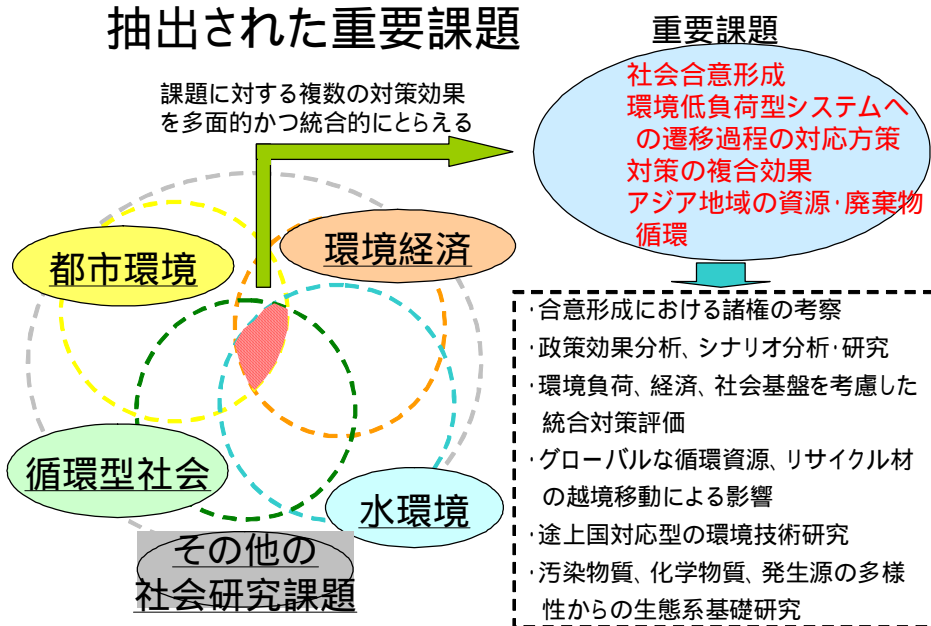 抽出された重要課題
課題に対する複数の対策効果
を多面的かつ統合的にとらえる
重要課題
社会合意形成
環境低負荷型システムへ
の遷移過程の対応方策
対策の複合効果
アジア地域の資源・廃棄物
循環
都市環境
環境経済
循環型社会
水環境
その他の
社会研究課題
・合意形成における諸権の考察
・政策効果分析、シナリオ分析・研究
・環境負荷、経済、社会基盤を考慮した
統合対策評価
・グローバルな循環資源、リサイクル材
の越境移動による影響
・途上国対応型の環境技術研究
・汚染物質、化学物質、発生源の多様
性からの生態系基礎研究